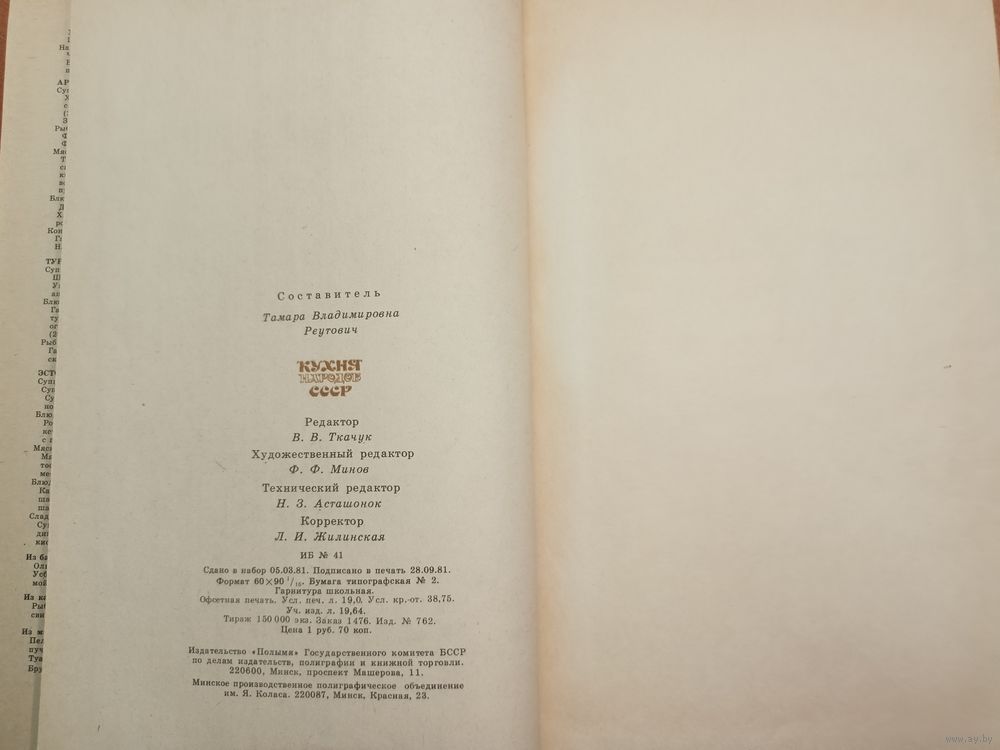 Составитель
Тамара Владимировна
Реутович
КУХНЯ
НАРОДОВ
СССР
Редактор
В. В. Ткачук
Художественный редактор
Ф. Ф. Минов
Технический редактор
Н. З. Асташонок
Корректор
Л. И. Жилинская
ИБ № 41
Сдано в набор 05.03.81. Подписано в печать 28.09.81.
Формат 60×90 1/16. Бумага типографская № 2.
Гарнитура школьная.
Офсетная печать. Усл. печ. л. 19,0. Усл. кр.-от. 38,75.
Уч. изд. л. 19,64.
Тираж 150 000 экз. Заказ 1476. Изд. № 762.
Цена 1 руб. 70 коп.
Издательство «Полымя» Государственного комитета БССР
по делам издательств, полиграфии и книжной торговли.
220600, Минск, проспект Машерова, 11.
Минское производственное полиграфическое объединение
им. Я. Коласа. 220087, Минск, Красная, 23.
www.ay.by